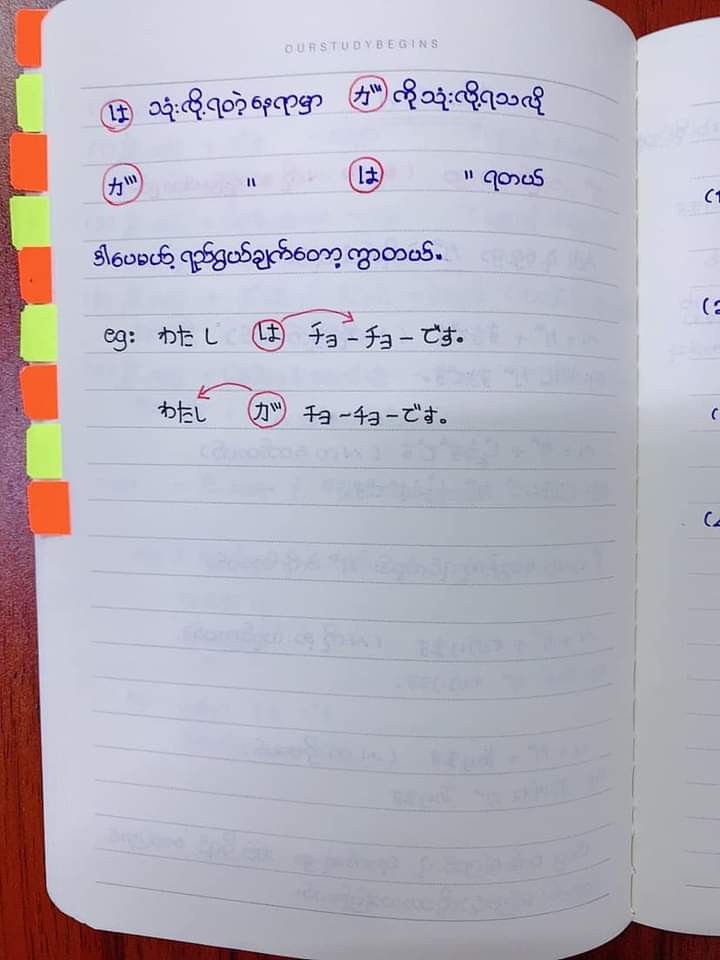 OURSTUDYBEGINS
は သုံးလို့ရတဲ့နေရာမှာ ガ ကိုသုံးလို့ရသလို
ガ " は " ရတယ်
ဒါပေမယ့် ရည်ရွယ်ချက်တော့ ကွာတယ်။
eg: わたし は チョーチョーです。
わたし ガ チョーチョーです。